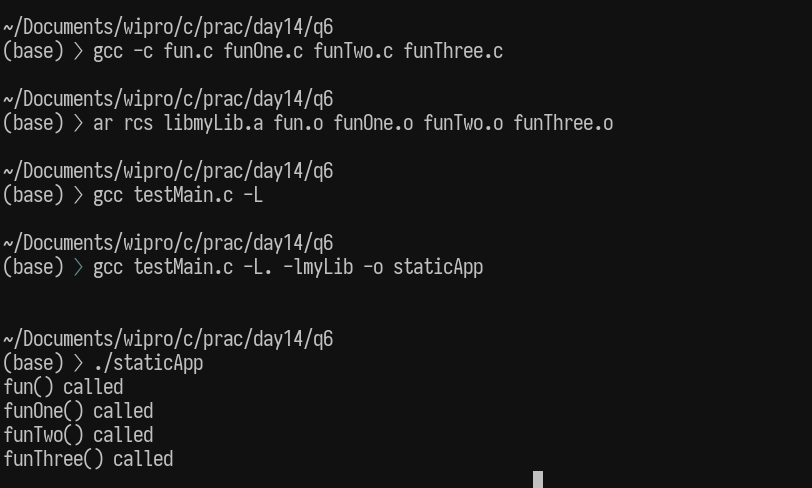 ~/Documents/wipro/c/prac/day14/q6
(base) > gcc -c fun.c funOne.c funTwo.c funThree.c
~/Documents/wipro/c/prac/day14/q6
(base) > ar rcs libmyLib.a fun.o funOne.o funTwo.o funThree.o
~/Documents/wipro/c/prac/day14/q6
(base) > gcc testMain.c -L
~/Documents/wipro/c/prac/day14/q6
(base) > gcc testMain.c -L. -lmyLib -o staticApp
~/Documents/wipro/c/prac/day14/q6
(base) > ./staticApp
fun() called
funOne() called
funTwo() called
funThree() called